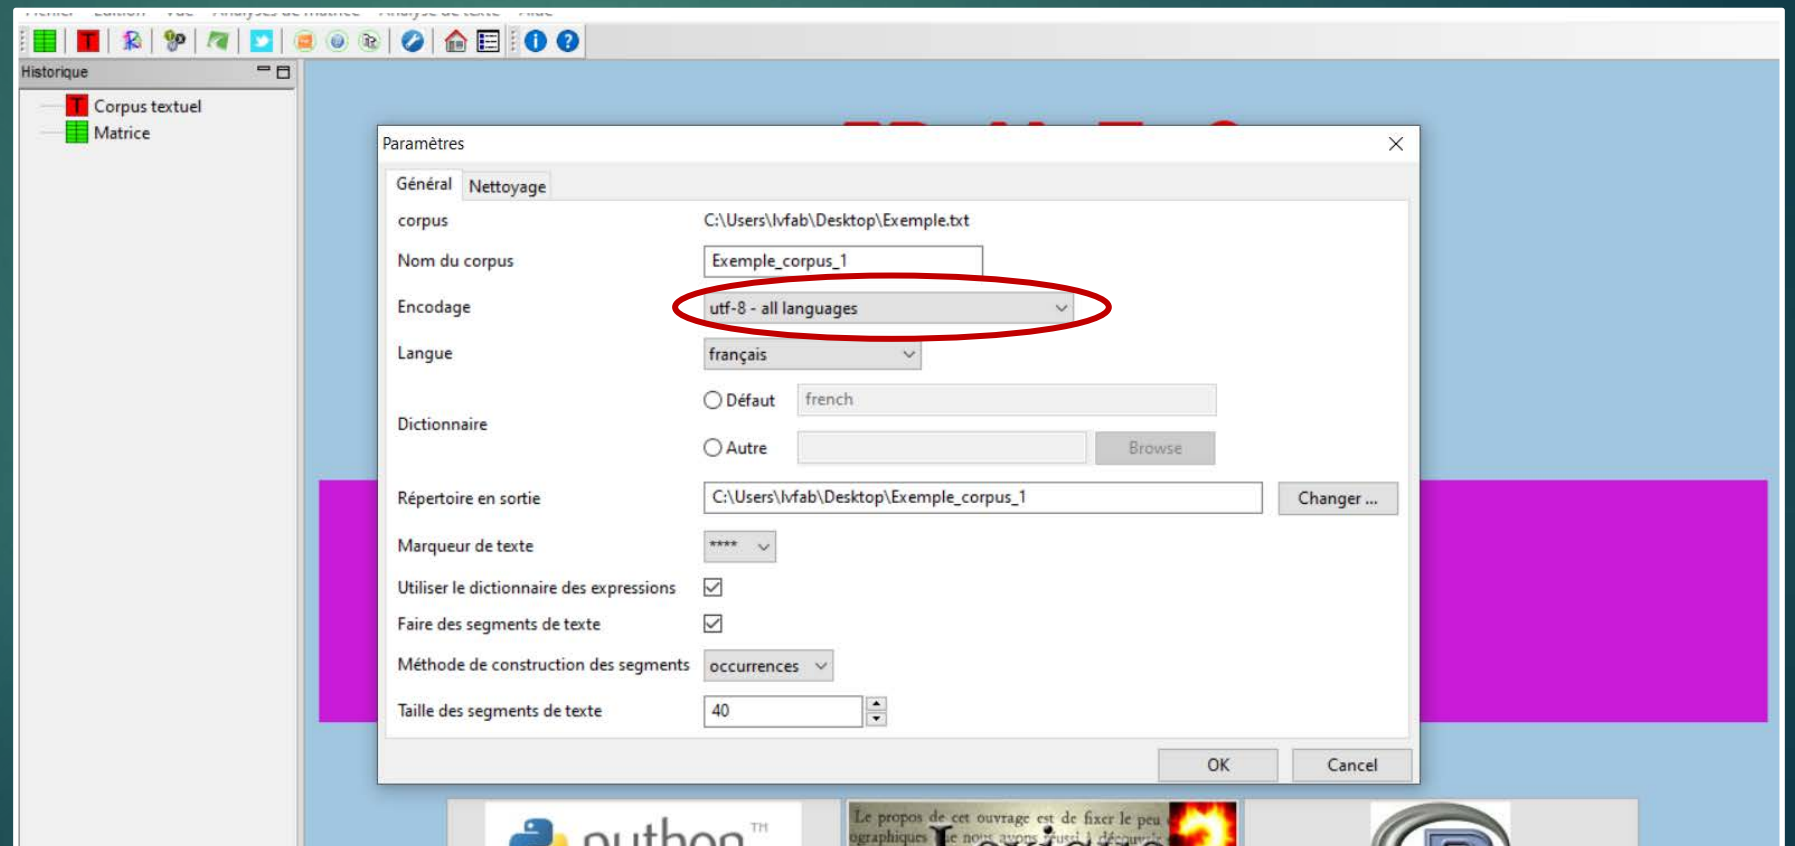 Historique
Corpus textuel
Matrice
Paramètres
Général Nettoyage
corpus C:\Users\lvfab\Desktop\Exemple.txt
Nom du corpus Exemple_corpus_1
Encodage utf-8 - all languages
Langue français
Dictionnaire
Défaut french
Autre Browse
Répertoire en sortie C:\Users\lvfab\Desktop\Exemple_corpus_1 Changer ...
Marqueur de texte ****
Utiliser le dictionnaire des expressions
Faire des segments de texte
Méthode de construction des segments occurrences
Taille des segments de texte 40
OK Cancel
python TM
Le propos de cet ouvrage est de fixer le peu